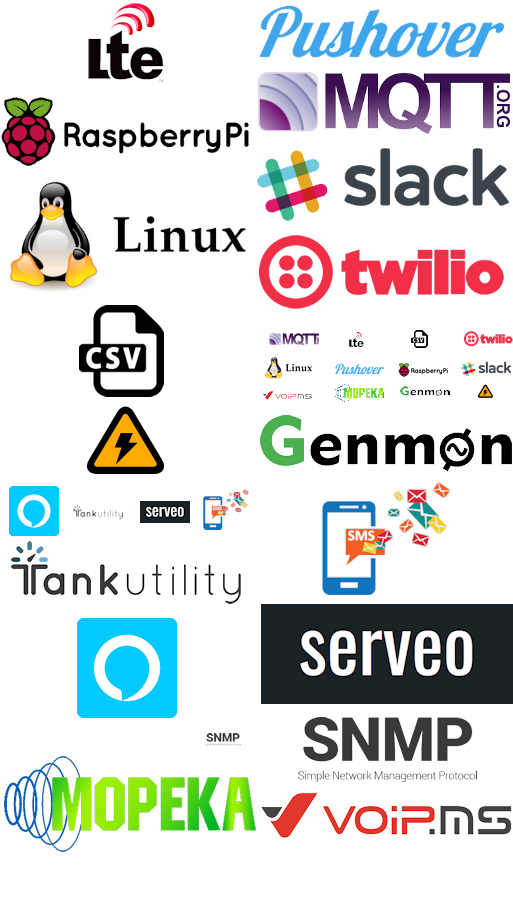 Lte
Pushover
MQTT.ORG
RaspberryPi
slack
Linux
twilio
CSV
MQTT
Lte
CSV
twilio
Linux
Pushover
RaspberryPi
slack
VOIP.MS
MOPEKA
Genmon
Genmon
Tankutility
serveo
SMS
SMS
Tankutility
serveo
SNMP
SNMP
Simple Network Management Protocol
MOPEKA
VOIP.MS